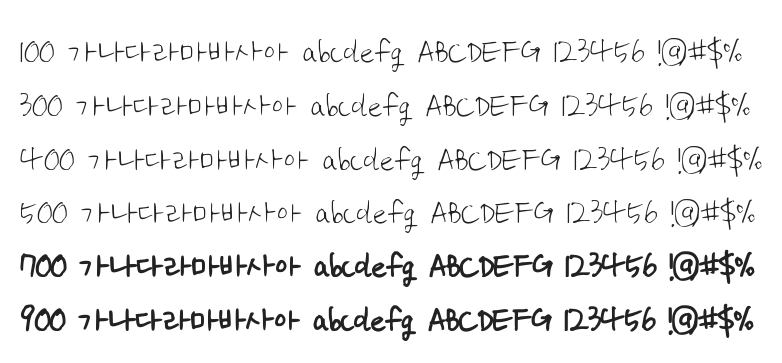 100 가나다라마바사아 abcdefg ABCDEFG 123456 !@#$%
300 가나다라마바사아 abcdefg ABCDEFG 123456 !@#$%
400 가나다라마바사아 abcdefg ABCDEFG 123456 !@#$%
500 가나다라마바사아 abcdefg ABCDEFG 123456 !@#$%
700 가나다라마바사아 abcdefg ABCDEFG 123456 !@#$%
900 가나다라마바사아 abcdefg ABCDEFG 123456 !@#$%